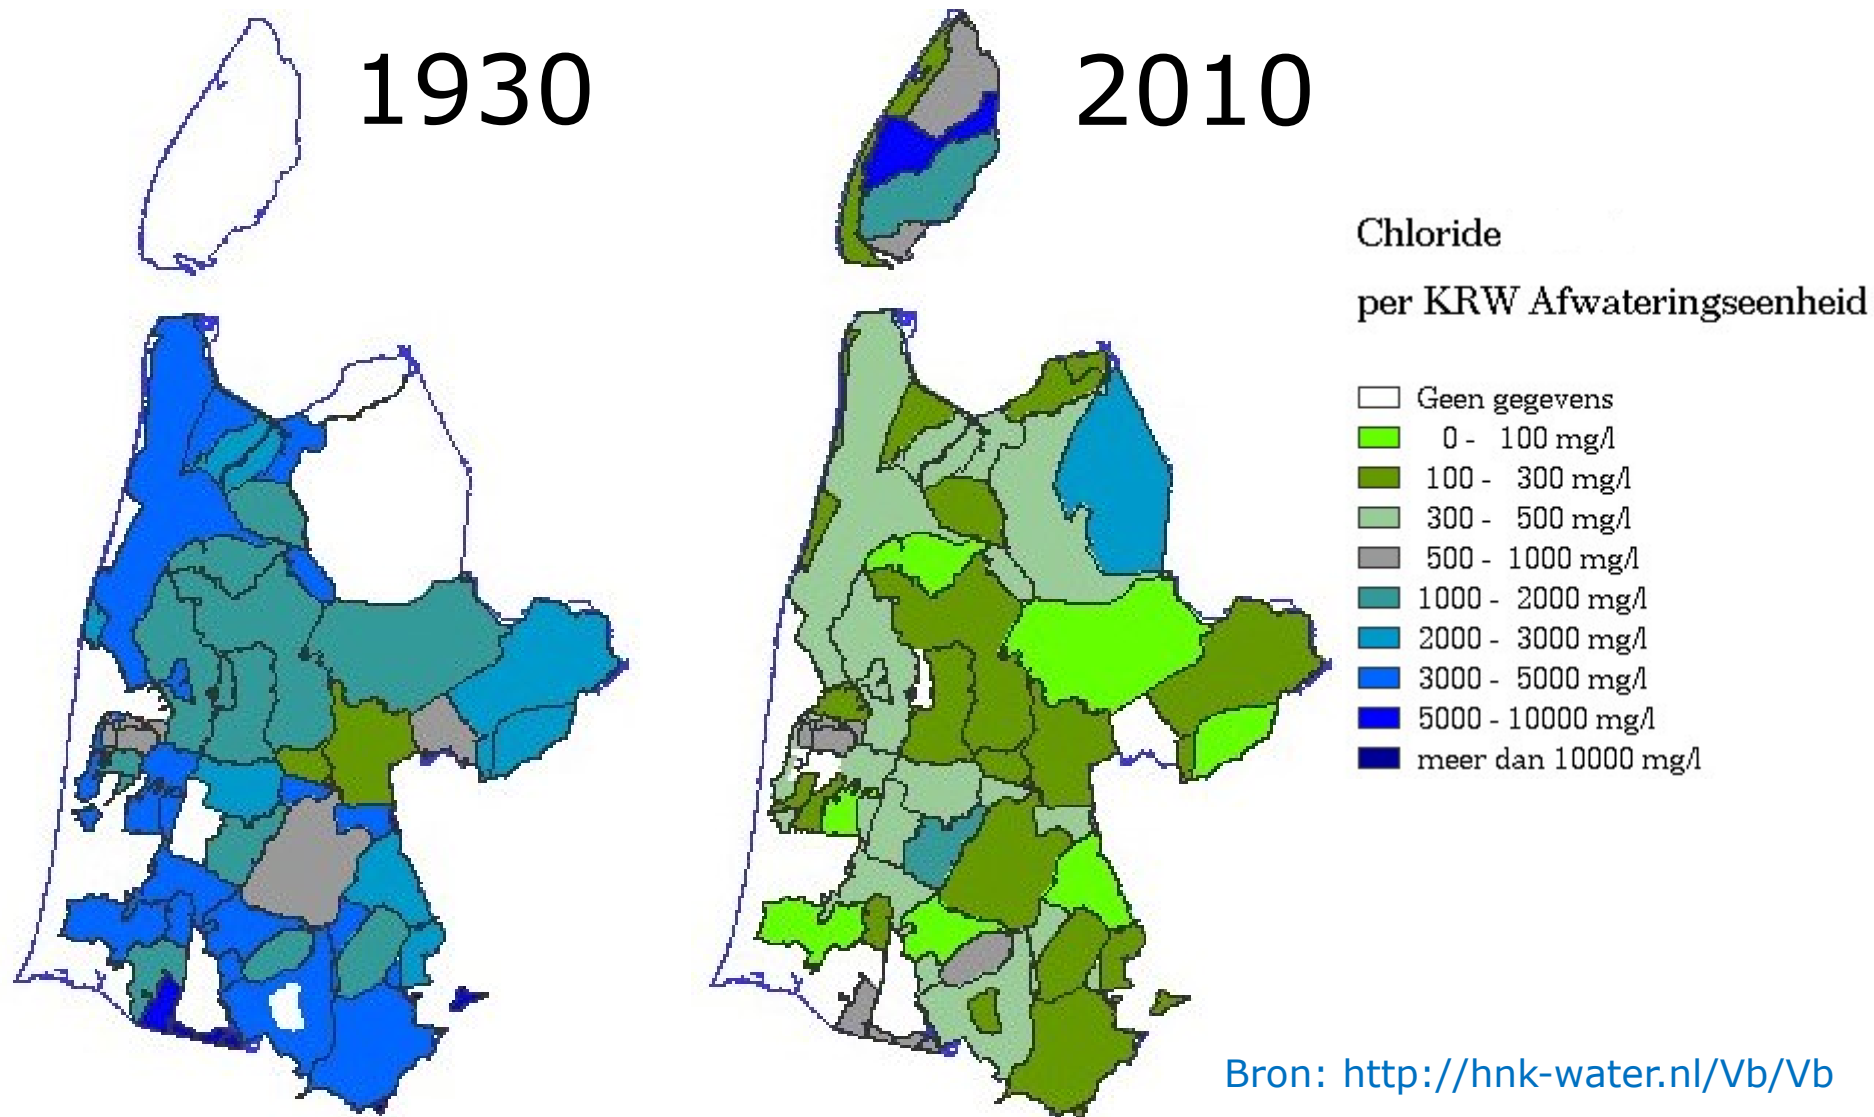 1930
2010
Chloride
per KRW Afwateringseenheid
Geen gegevens
0 - 100 mg/l
100 - 300 mg/l
300 - 500 mg/l
500 - 1000 mg/l
1000 - 2000 mg/l
2000 - 3000 mg/l
3000 - 5000 mg/l
5000 - 10000 mg/l
meer dan 10000 mg/l
Bron: http://hnk-water.nl/Vb/Vb